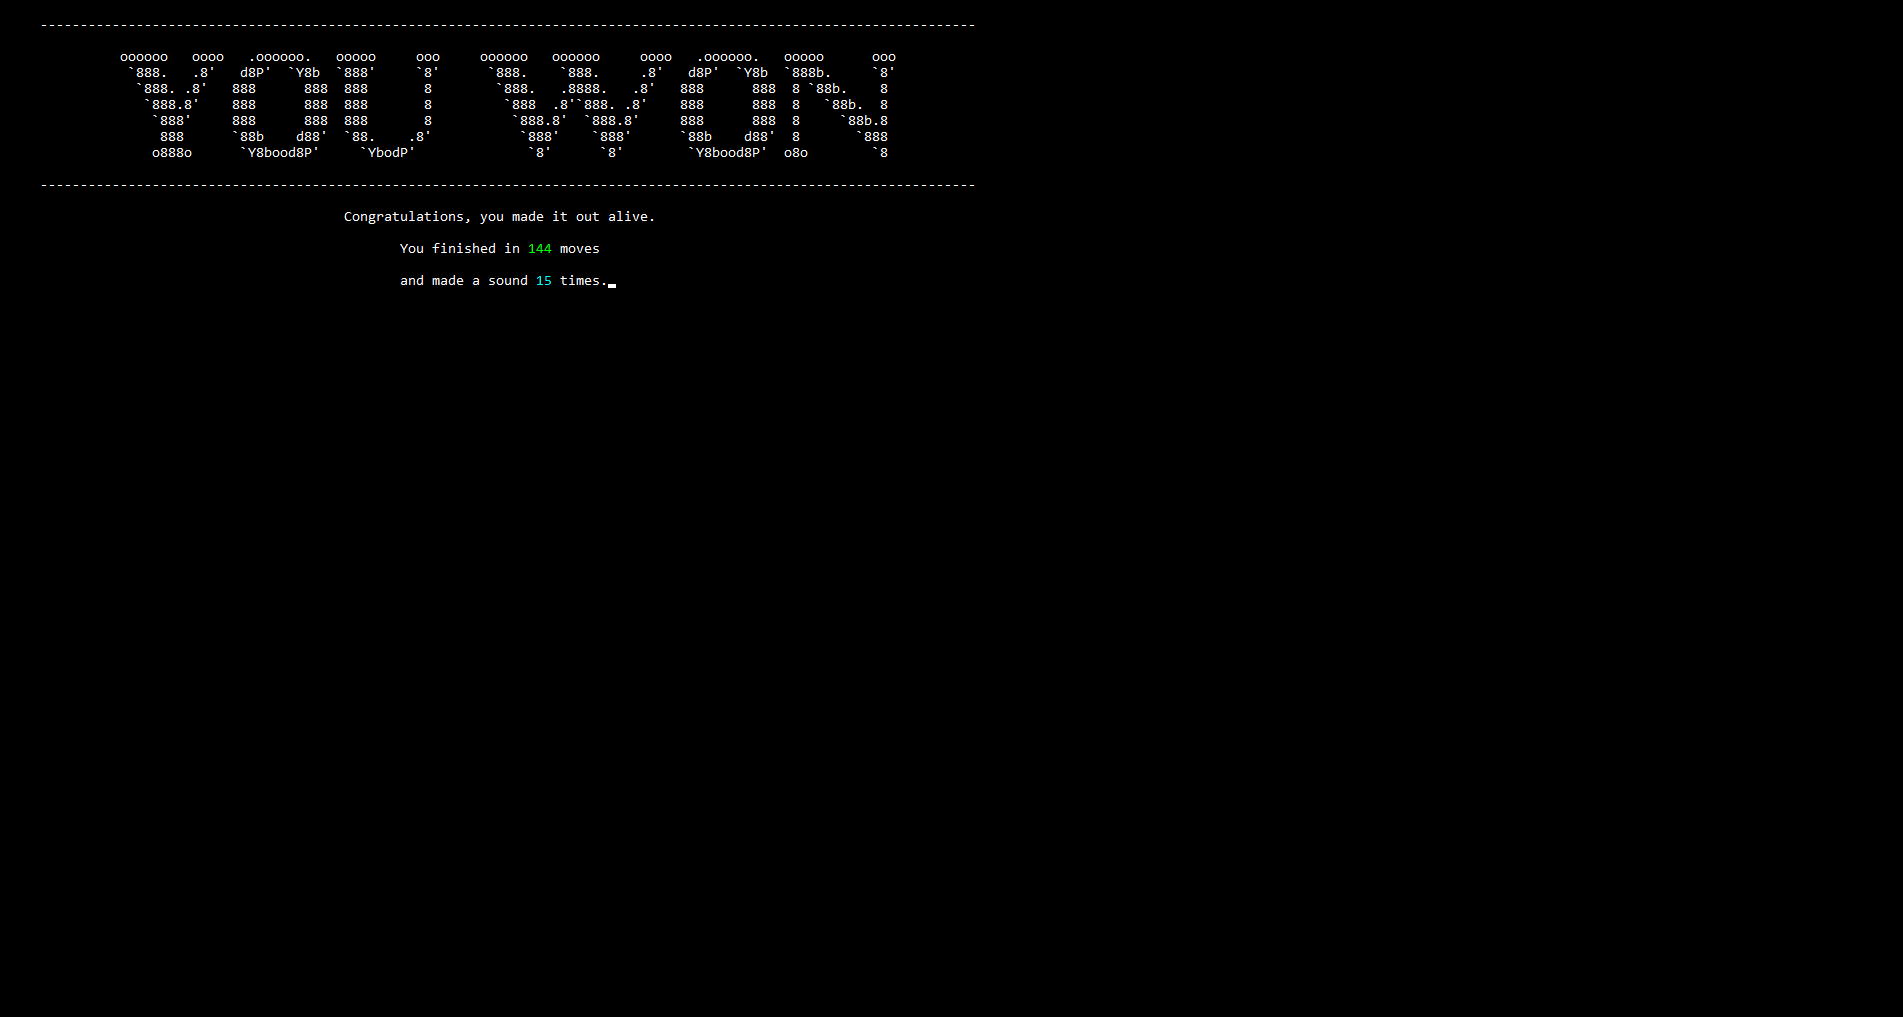 YOU WON
Congratulations, you made it out alive.
You finished in 144 moves
and made a sound 15 times.